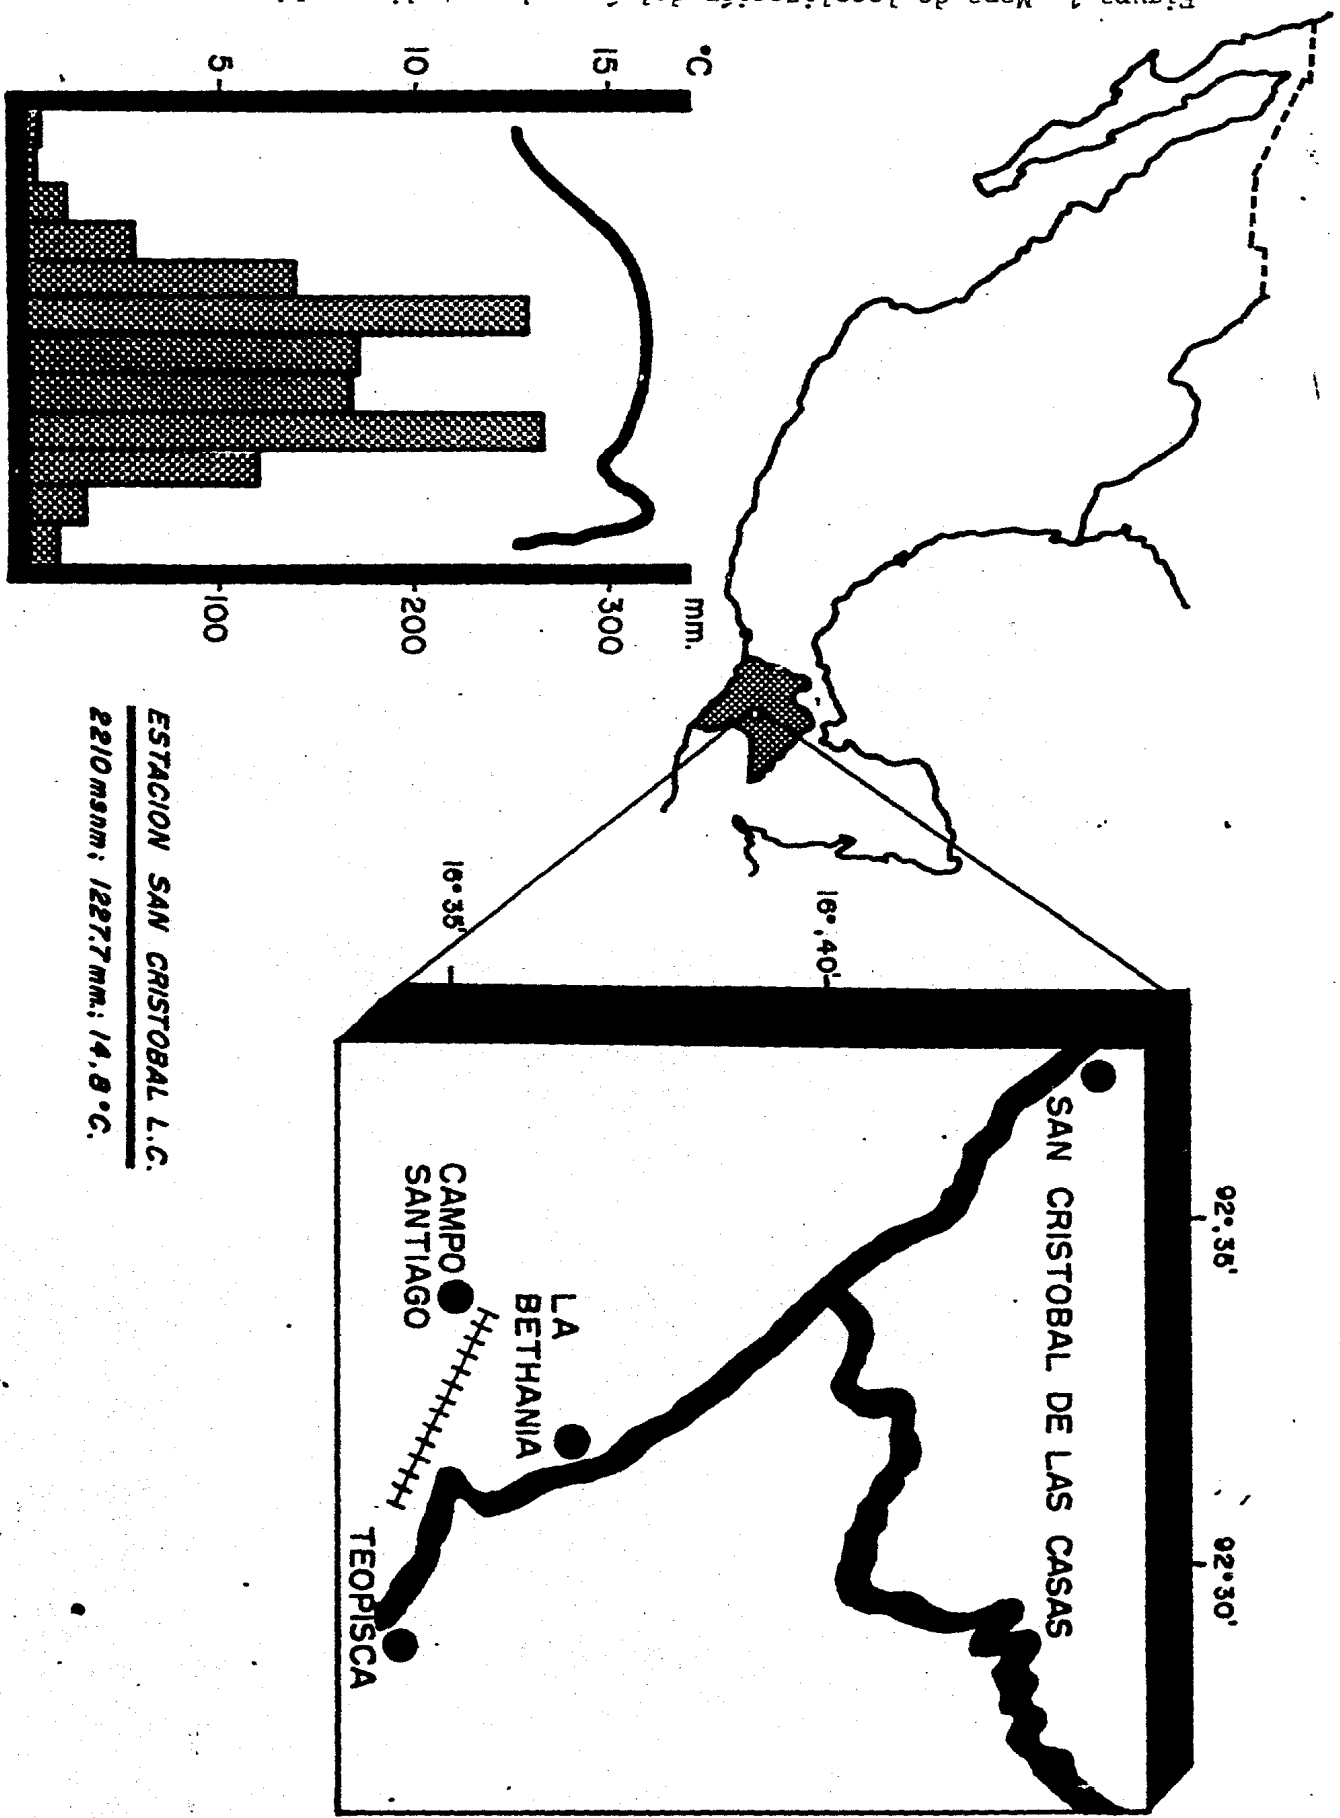 °C
15
10
5
mm.
300
200
100
ESTACION SAN CRISTOBAL L.C.
2210 msnm; 1227.7 mm.; 14.8°C.
92°,35'
92°30'
16°,40'
16°35'
SAN CRISTOBAL DE LAS CASAS
LA
BETHANIA
CAMPO
SANTIAGO
TEOPISCA
Figura 1. Mapa de localización del